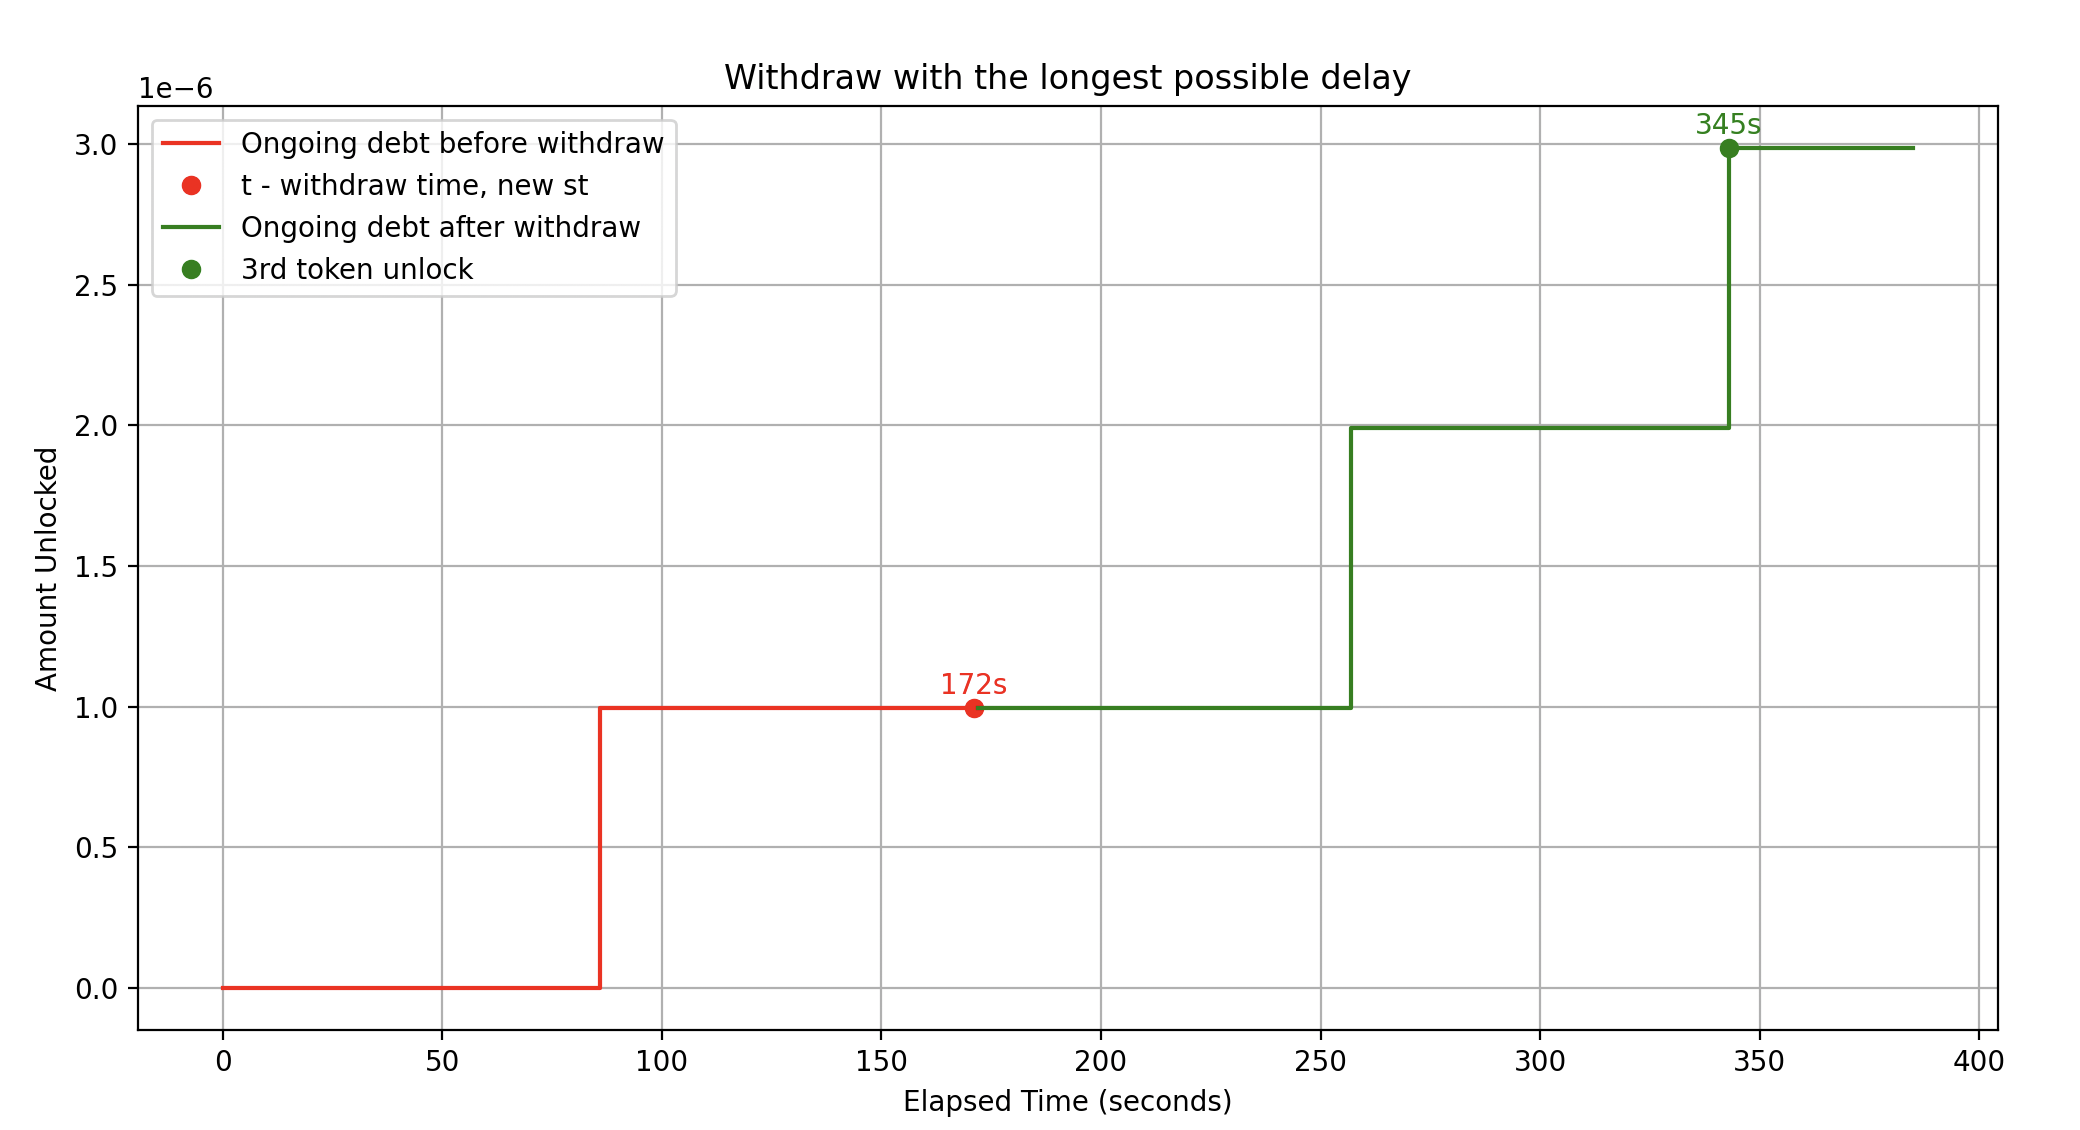 Withdraw with the longest possible delay
1e−6
Ongoing debt before withdraw
t - withdraw time, new st
Ongoing debt after withdraw
3rd token unlock
345s
172s
3.0
2.5
2.0
1.5
1.0
0.5
0.0
Amount Unlocked
0 50 100 150 200 250 300 350 400
Elapsed Time (seconds)